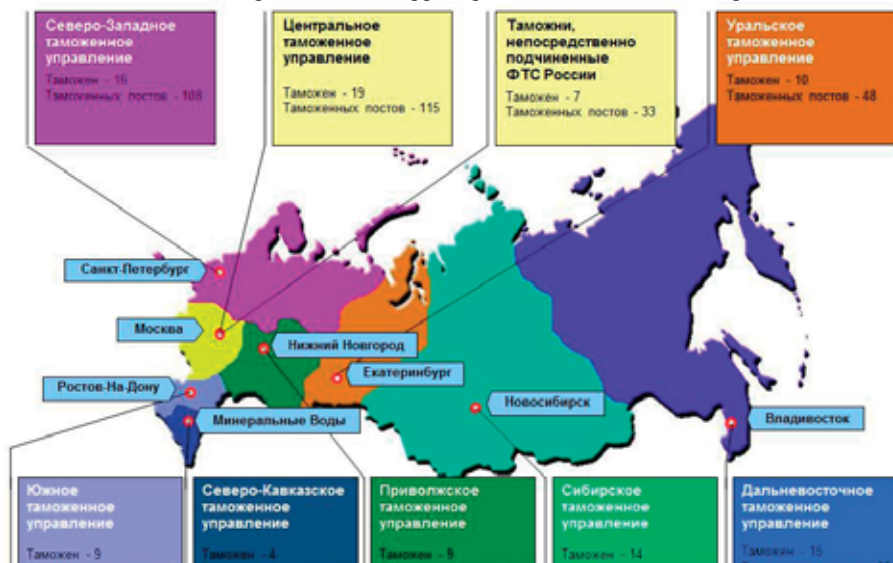 Северо-Западное
таможенное
управление
Таможен - 16
Таможенных постов - 108
Центральное
таможенное
управление
Таможен - 19
Таможенных постов - 115
Таможни,
непосредственно
подчиненные
ФТС России
Таможен - 7
Таможенных постов - 33
Уральское
таможенное
управление
Таможен - 10
Таможенных постов - 48
Санкт-Петербург
Москва
Нижний Новгород
Ростов-На-Дону
Екатеринбург
Минеральные Воды
Новосибирск
Владивосток
Южное
таможенное
управление
Таможен - 9
Северо-Кавказское
таможенное
управление
Таможен - 4
Приволжское
таможенное
управление
Таможен - 9
Сибирское
таможенное
управление
Таможен - 14
Дальневосточное
таможенное
управление
Таможен - 15